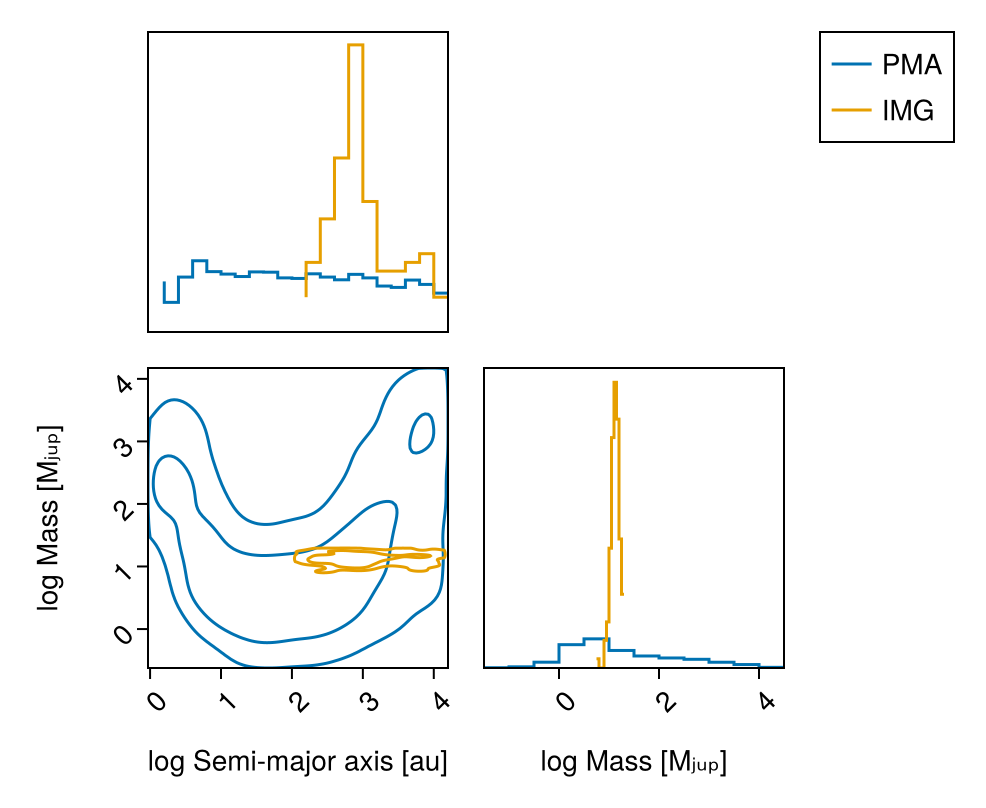 PMA
IMG
4
3
2
1
0
log Mass [Mⱼᵤₚ]
0 1 2 3 4
0 2 4
log Semi-major axis [au]
log Mass [Mⱼᵤₚ]